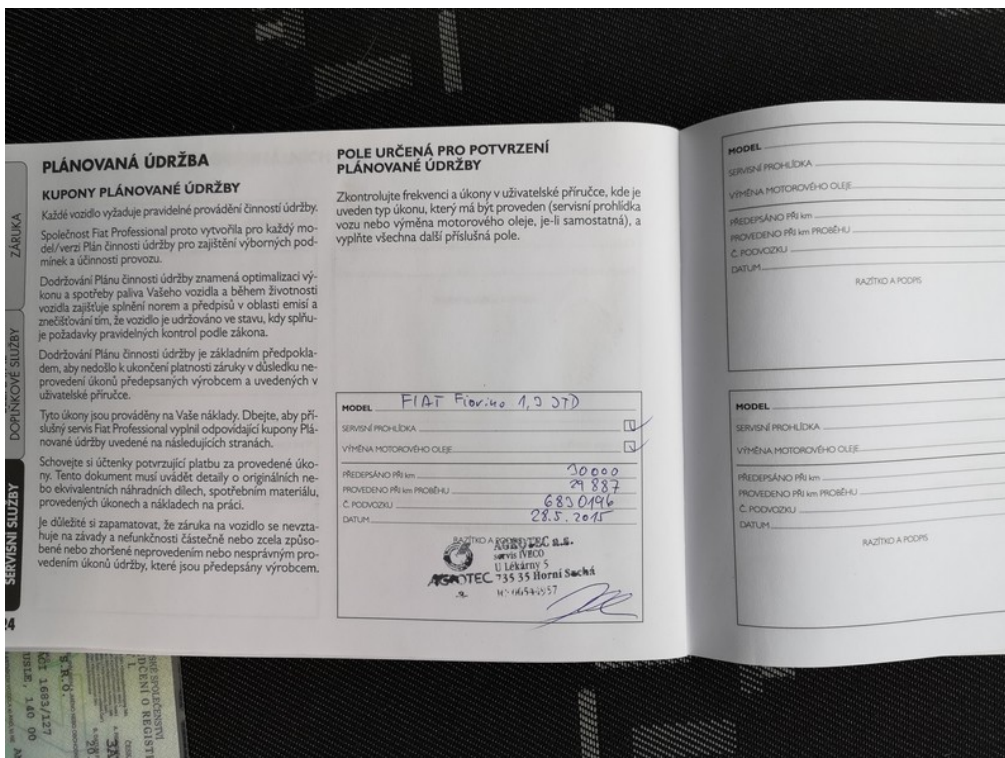 ZÁRUKA
DOPLŇKOVÉ SLUŽBY
SERVISNÍ SLUŽBY
PLÁNOVANÁ ÚDRŽBA
KUPONY PLÁNOVANÉ ÚDRŽBY
Každé vozidlo vyžaduje pravidelné provádění činností údržby.
Společnost Fiat Professional proto vytvořila pro každý mo-
del/verzi Plán činnosti údržby pro zajištění výborných pod-
mínek a účinnosti provozu.
Dodržování Plánu činnosti údržby znamená optimalizaci vý-
konu a spotřeby paliva Vašeho vozidla a během životnosti
vozidla zajišťuje splnění norem a předpisů v oblasti emisí a
znečišťování tím, že vozidlo je udržováno ve stavu, kdy splňu-
je požadavky pravidelných kontrol podle zákona.
Dodržování Plánu činnosti údržby je základním předpokla-
dem, aby nedošlo k ukončení platnosti záruky v důsledku ne-
provedení úkonů předepsaných výrobcem a uvedených v
uživatelské příručce.
Tyto úkony jsou prováděny na Vaše náklady. Dbejte, aby pří-
slušný servis Fiat Professional vyplnil odpovídající kupony Plá-
nované údržby uvedené na následujících stranách.
Schovejte si účtenky potvrzující platbu za provedené úko-
ny. Tento dokument musí uvádět detaily o originálních ne-
bo ekvivalentních náhradních dílech, spotřebním materiálu,
provedených úkonech a nákladech na práci.
Je důležité si zapamatovat, že záruka na vozidlo se nevzta-
huje na závady a nefunkčnosti částečně nebo zcela způso-
bené nebo zhoršené neprovedením nebo nesprávným pro-
vedením úkonů údržby, které jsou předepsány výrobcem.
24
POLE URČENÁ PRO POTVRZENÍ
PLÁNOVANÉ ÚDRŽBY
Zkontrolujte frekvenci a úkony v uživatelské příručce, kde je
uveden typ úkonu, který má být proveden (servisní prohlídka
vozu nebo výměna motorového oleje, je-li samostatná), a
vyplňte všechna další příslušná pole.
MODEL FIAT Fiorino 1,3 JTD
SERVISNÍ PROHLÍDKA
VÝMĚNA MOTOROVÉHO OLEJE
PŘEDEPSÁNO PŘI km 30000
PROVEDENO PŘI km PROBĚHU 29 887
Č. PODVOZKU 6830196
DATUM 28.5.2015
RAZÍTKO A PODPIS
AGROTEC a.s.
servis IVECO
U Lékárny 5
AGROTEC 735 35 Horní Suchá
MODEL
SERVISNÍ PROHLÍDKA
VÝMĚNA MOTOROVÉHO OLEJE
PŘEDEPSÁNO PŘI km
PROVEDENO PŘI km PROBĚHU
Č. PODVOZKU
DATUM
RAZÍTKO A PODPIS
MODEL
SERVISNÍ PROHLÍDKA
VÝMĚNA MOTOROVÉHO OLEJE
PŘEDEPSÁNO PŘI km
PROVEDENO PŘI km PROBĚHU
Č. PODVOZKU
DATUM
RAZÍTKO A PODPIS
SPOLEČENSTVÍ
1683/127
140 00